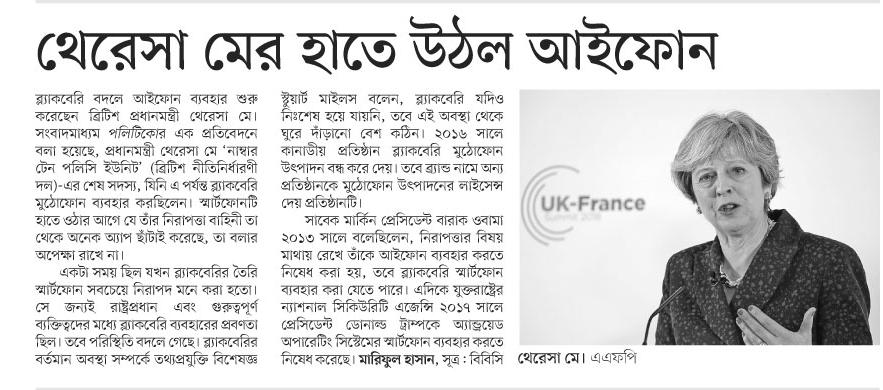 থেরেসা মের হাতে উঠল আইফোন
ব্ল্যাকবেরি বদলে আইফোন ব্যবহার শুরু
করেছেন ব্রিটিশ প্রধানমন্ত্রী থেরেসা মে।
সংবাদমাধ্যম পলিটিকোর এক প্রতিবেদনে
বলা হয়েছে, প্রধানমন্ত্রী থেরেসা মে ‘নাম্বার
টেন পলিসি ইউনিট’ (ব্রিটিশ নীতিনির্ধারণী
দল)-এর শেষ সদস্য, যিনি এ পর্যন্ত ব্ল্যাকবেরি
মুঠোফোন ব্যবহার করছিলেন। স্মার্টফোনটি
হাতে ওঠার আগে যে তাঁর নিরাপত্তা বাহিনী তা
থেকে অনেক অ্যাপ ছাঁটাই করেছে, তা বলার
অপেক্ষা রাখে না।
একটা সময় ছিল যখন ব্ল্যাকবেরির তৈরি
স্মার্টফোন সবচেয়ে নিরাপদ মনে করা হতো।
সে জন্যই রাষ্ট্রপ্রধান এবং গুরুত্বপূর্ণ
ব্যক্তিত্বদের মধ্যে ব্ল্যাকবেরি ব্যবহারের প্রবণতা
ছিল। তবে পরিস্থিতি বদলে গেছে। ব্ল্যাকবেরির
বর্তমান অবস্থা সম্পর্কে তথ্যপ্রযুক্তি বিশেষজ্ঞ
স্টুয়ার্ট মাইলস বলেন, ব্ল্যাকবেরি যদিও
নিঃশেষ হয়ে যায়নি, তবে এই অবস্থা থেকে
ঘুরে দাঁড়ানো বেশ কঠিন। ২০১৬ সালে
কানাডীয় প্রতিষ্ঠান ব্ল্যাকবেরি মুঠোফোন
উৎপাদন বন্ধ করে দেয়। তবে ব্র্যান্ড নামে অন্য
প্রতিষ্ঠানকে মুঠোফোন উৎপাদনের লাইসেন্স
দেয় প্রতিষ্ঠানটি।
সাবেক মার্কিন প্রেসিডেন্ট বারাক ওবামা
২০১৩ সালে বলেছিলেন, নিরাপত্তার বিষয়
মাথায় রেখে তাঁকে আইফোন ব্যবহার করতে
নিষেধ করা হয়, তবে ব্ল্যাকবেরি স্মার্টফোন
ব্যবহার করা যেতে পারে। এদিকে যুক্তরাষ্ট্রের
ন্যাশনাল সিকিউরিটি এজেন্সি ২০১৭ সালে
প্রেসিডেন্ট ডোনাল্ড ট্রাম্পকে অ্যান্ড্রয়েড
অপারেটিং সিস্টেমের স্মার্টফোন ব্যবহার করতে
নিষেধ করেছে। মারিফুল হাসান, সূত্র : বিবিসি
UK-France
Summit 2018
থেরেসা মে। এএফপি